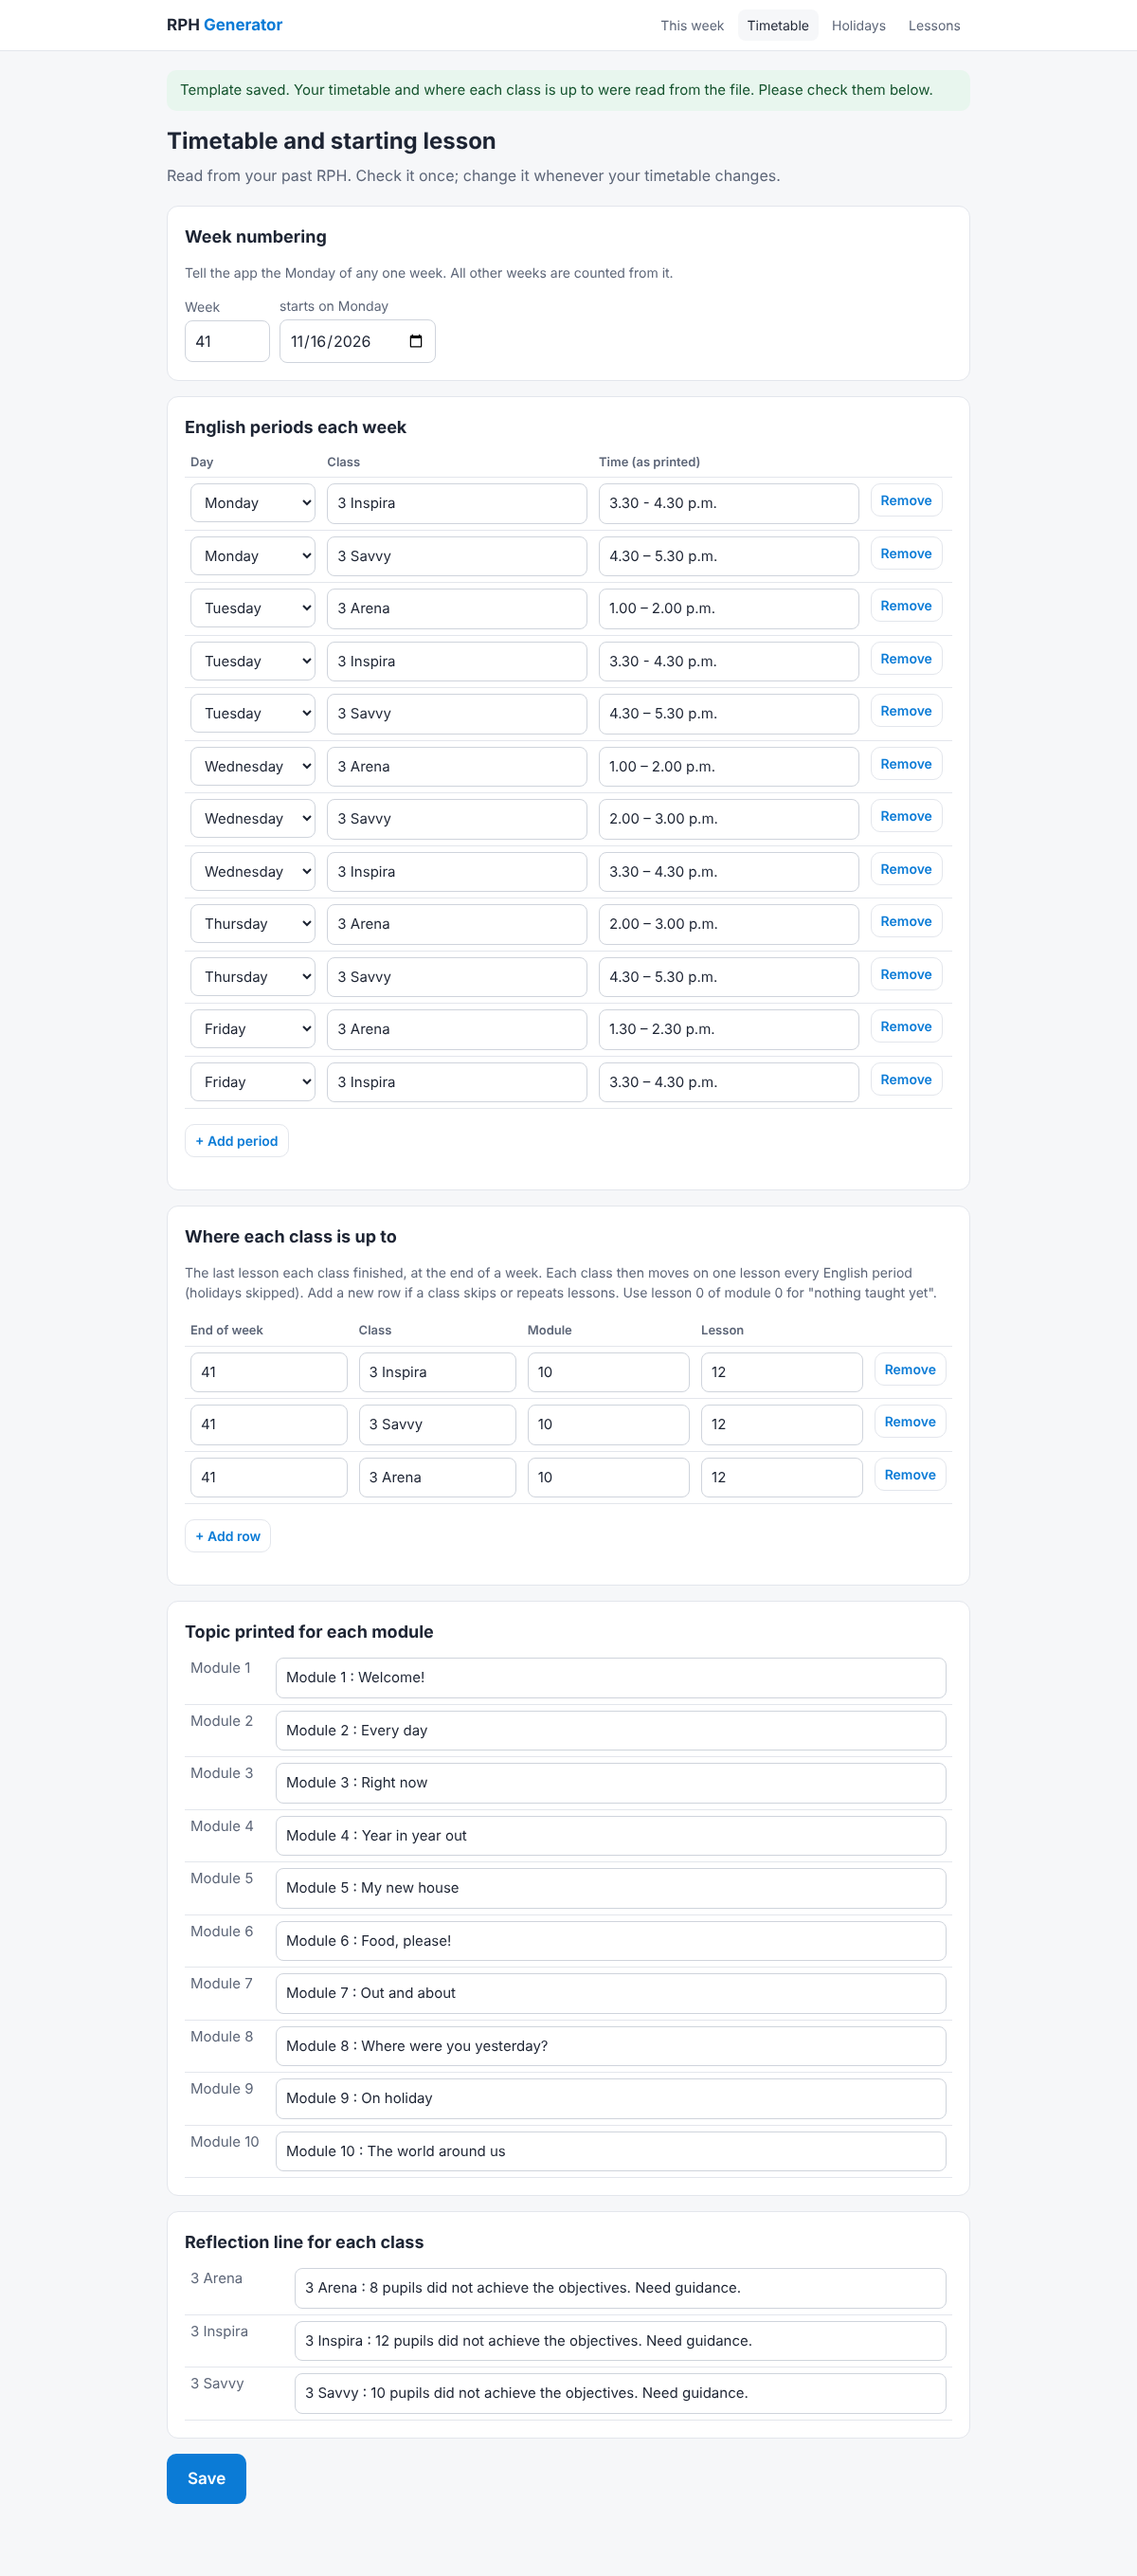 RPH Generator
This week
Timetable
Holidays
Lessons
Template saved. Your timetable and where each class is up to were read from the file. Please check them below.
Timetable and starting lesson
Read from your past RPH. Check it once; change it whenever your timetable changes.
Week numbering
Tell the app the Monday of any one week. All other weeks are counted from it.
Week starts on Monday
41 11/16/2026
English periods each week
Day Class Time (as printed)
Monday 3 Inspira 3.30 - 4.30 p.m. Remove
Monday 3 Savvy 4.30 – 5.30 p.m. Remove
Tuesday 3 Arena 1.00 – 2.00 p.m. Remove
Tuesday 3 Inspira 3.30 - 4.30 p.m. Remove
Tuesday 3 Savvy 4.30 – 5.30 p.m. Remove
Wednesday 3 Arena 1.00 – 2.00 p.m. Remove
Wednesday 3 Savvy 2.00 – 3.00 p.m. Remove
Wednesday 3 Inspira 3.30 – 4.30 p.m. Remove
Thursday 3 Arena 2.00 – 3.00 p.m. Remove
Thursday 3 Savvy 4.30 – 5.30 p.m. Remove
Friday 3 Arena 1.30 – 2.30 p.m. Remove
Friday 3 Inspira 3.30 – 4.30 p.m. Remove
+ Add period
Where each class is up to
The last lesson each class finished, at the end of a week. Each class then moves on one lesson every English period
(holidays skipped). Add a new row if a class skips or repeats lessons. Use lesson 0 of module 0 for "nothing taught yet".
End of week Class Module Lesson
41 3 Inspira 10 12 Remove
41 3 Savvy 10 12 Remove
41 3 Arena 10 12 Remove
+ Add row
Topic printed for each module
Module 1 Module 1 : Welcome!
Module 2 Module 2 : Every day
Module 3 Module 3 : Right now
Module 4 Module 4 : Year in year out
Module 5 Module 5 : My new house
Module 6 Module 6 : Food, please!
Module 7 Module 7 : Out and about
Module 8 Module 8 : Where were you yesterday?
Module 9 Module 9 : On holiday
Module 10 Module 10 : The world around us
Reflection line for each class
3 Arena 3 Arena : 8 pupils did not achieve the objectives. Need guidance.
3 Inspira 3 Inspira : 12 pupils did not achieve the objectives. Need guidance.
3 Savvy 3 Savvy : 10 pupils did not achieve the objectives. Need guidance.
Save